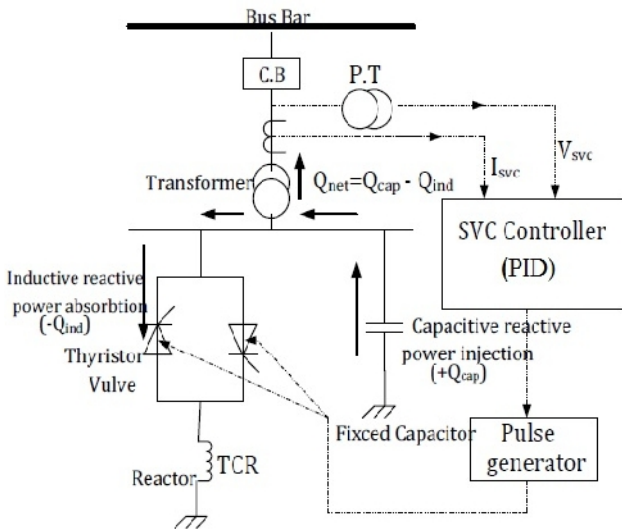 Bus Bar
C.B
P.T
Transformer
Qnet=Qcap - Qind
Isvc
Vsvc
SVC Controller
(PID)
Inductive reactive
power absorbtion
(-Qind)
Thyristor
Vulve
Capacitive reactive
power injection
(+Qcap)
Fixced Capacitor
Pulse
generator
Reactor
TCR